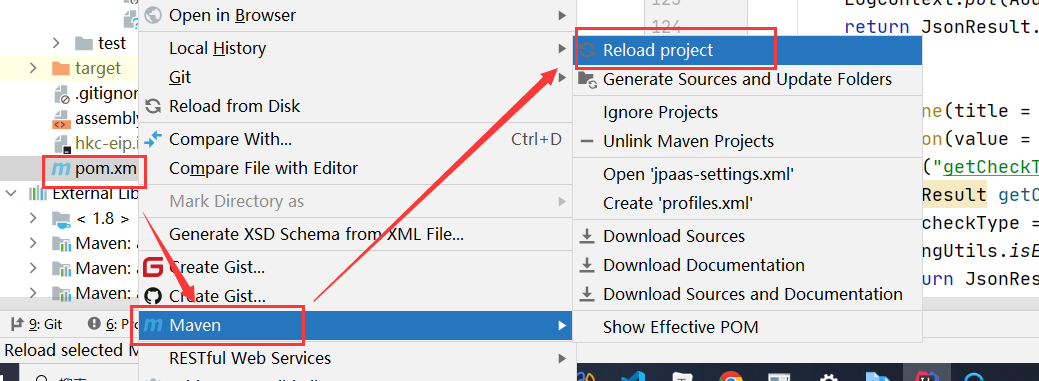 test
target
.gitignor
assembly
hkc-eip.i
pom.xm
External Lib
< 1.8 >
Maven: a
Maven: a
Maven: a
9: Git
6: Pro
Reload selected M
Open in Browser
Local History
Git
Reload from Disk
Compare With...
Ctrl+D
Compare File with Editor
Mark Directory as
Generate XSD Schema from XML File...
Create Gist...
Create Gist...
Maven
RESTful Web Services
Reload project
Generate Sources and Update Folders
Ignore Projects
Unlink Maven Projects
Open 'jpaas-settings.xml'
Create 'profiles.xml'
Download Sources
Download Documentation
Download Sources and Documentation
Show Effective POM
124
return JsonResult.
ne(title =
on(value =
("getCheckT
Result getC
checkType =
ngUtils.isE
urn JsonRes